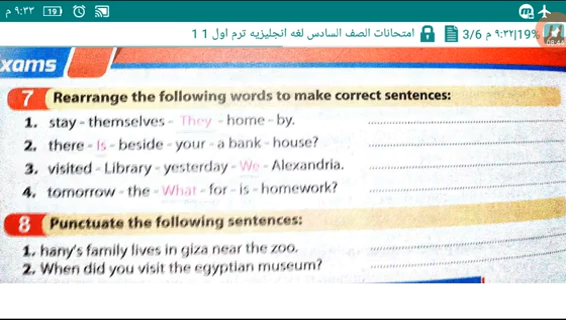 ٩:٣٣ م 19
امتحانات الصف السادس لغه انجليزيه ترم اول 1 1 3/6 م ٩:٣٢|19%
xams
7 Rearrange the following words to make correct sentences:
1. stay - themselves - They - home - by.
2. there - Is - beside - your - a bank - house?
3. visited - Library - yesterday - We - Alexandria.
4. tomorrow - the - What - for - is - homework?
8 Punctuate the following sentences:
1. hany's family lives in giza near the zoo.
2. When did you visit the egyptian museum?